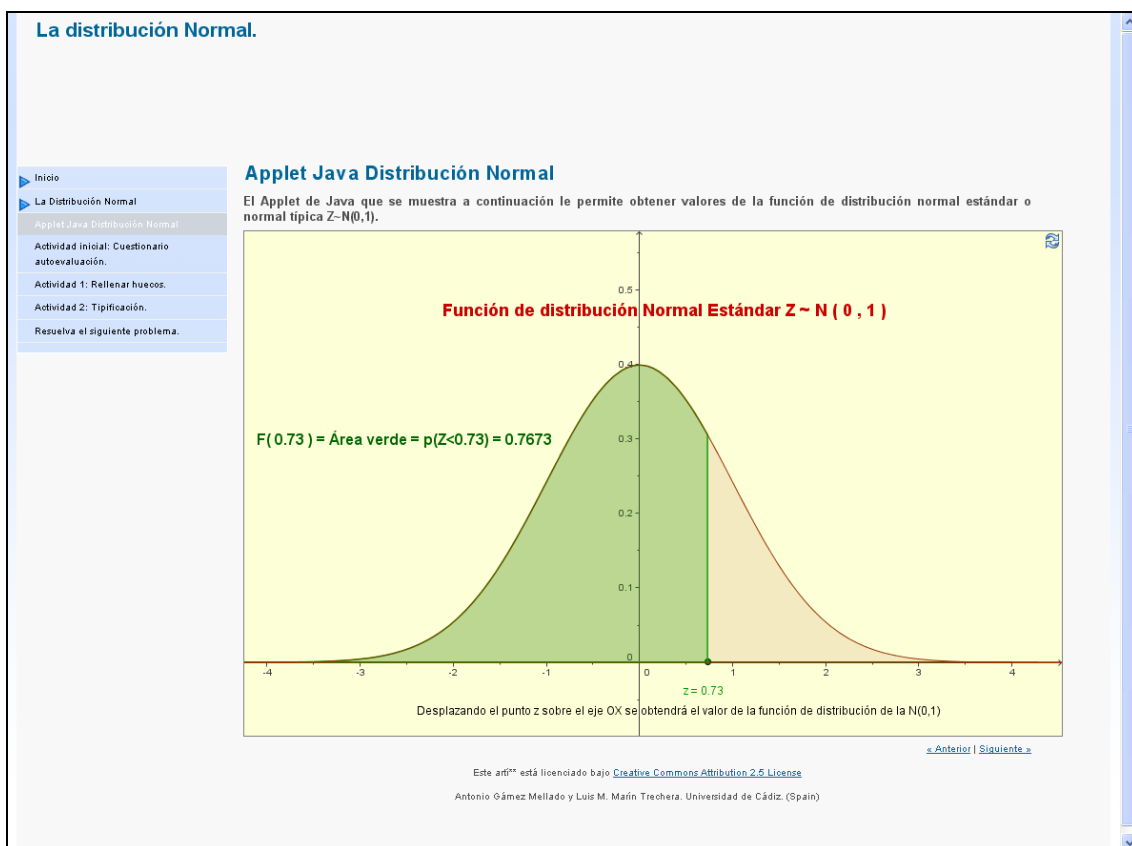 La distribución Normal.
Inicio
La Distribución Normal
Applet Java Distribución Normal
Actividad inicial: Cuestionario
autoevaluación.
Actividad 1: Rellenar huecos.
Actividad 2: Tipificación.
Resuelva el siguiente problema.
Applet Java Distribución Normal
El Applet de Java que se muestra a continuación le permite obtener valores de la función de distribución normal estándar o
normal típica Z~N(0,1).
0.5
Función de distribución Normal Estándar Z ~ N ( 0 , 1 )
0.4
F( 0.73 ) = Área verde = p(Z<0.73) = 0.7673
0.3
0.2
0.1
0
-4 -3 -2 -1 0 1 2 3 4
z = 0.73
Desplazando el punto z sobre el eje OX se obtendrá el valor de la función de distribución de la N(0,1)
« Anterior | Siguiente »
Este artí** está licenciado bajo Creative Commons Attribution 2.5 License
Antonio Gámez Mellado y Luis M. Marín Trechera. Universidad de Cádiz. (Spain)